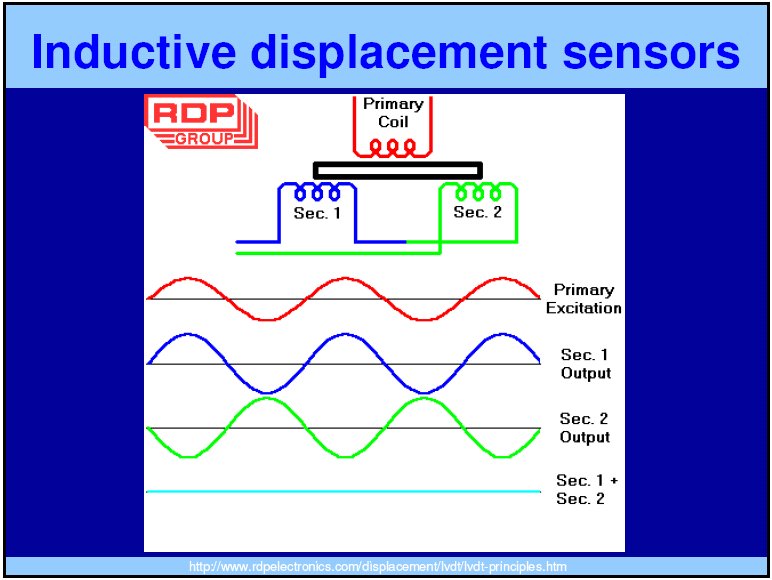 Inductive displacement sensors
RDP
GROUP
Primary
Coil
Sec. 1
Sec. 2
Primary
Excitation
Sec. 1
Output
Sec. 2
Output
Sec. 1 +
Sec. 2
http://www.rdpelectronics.com/displacement/lvdt/lvdt-principles.htm